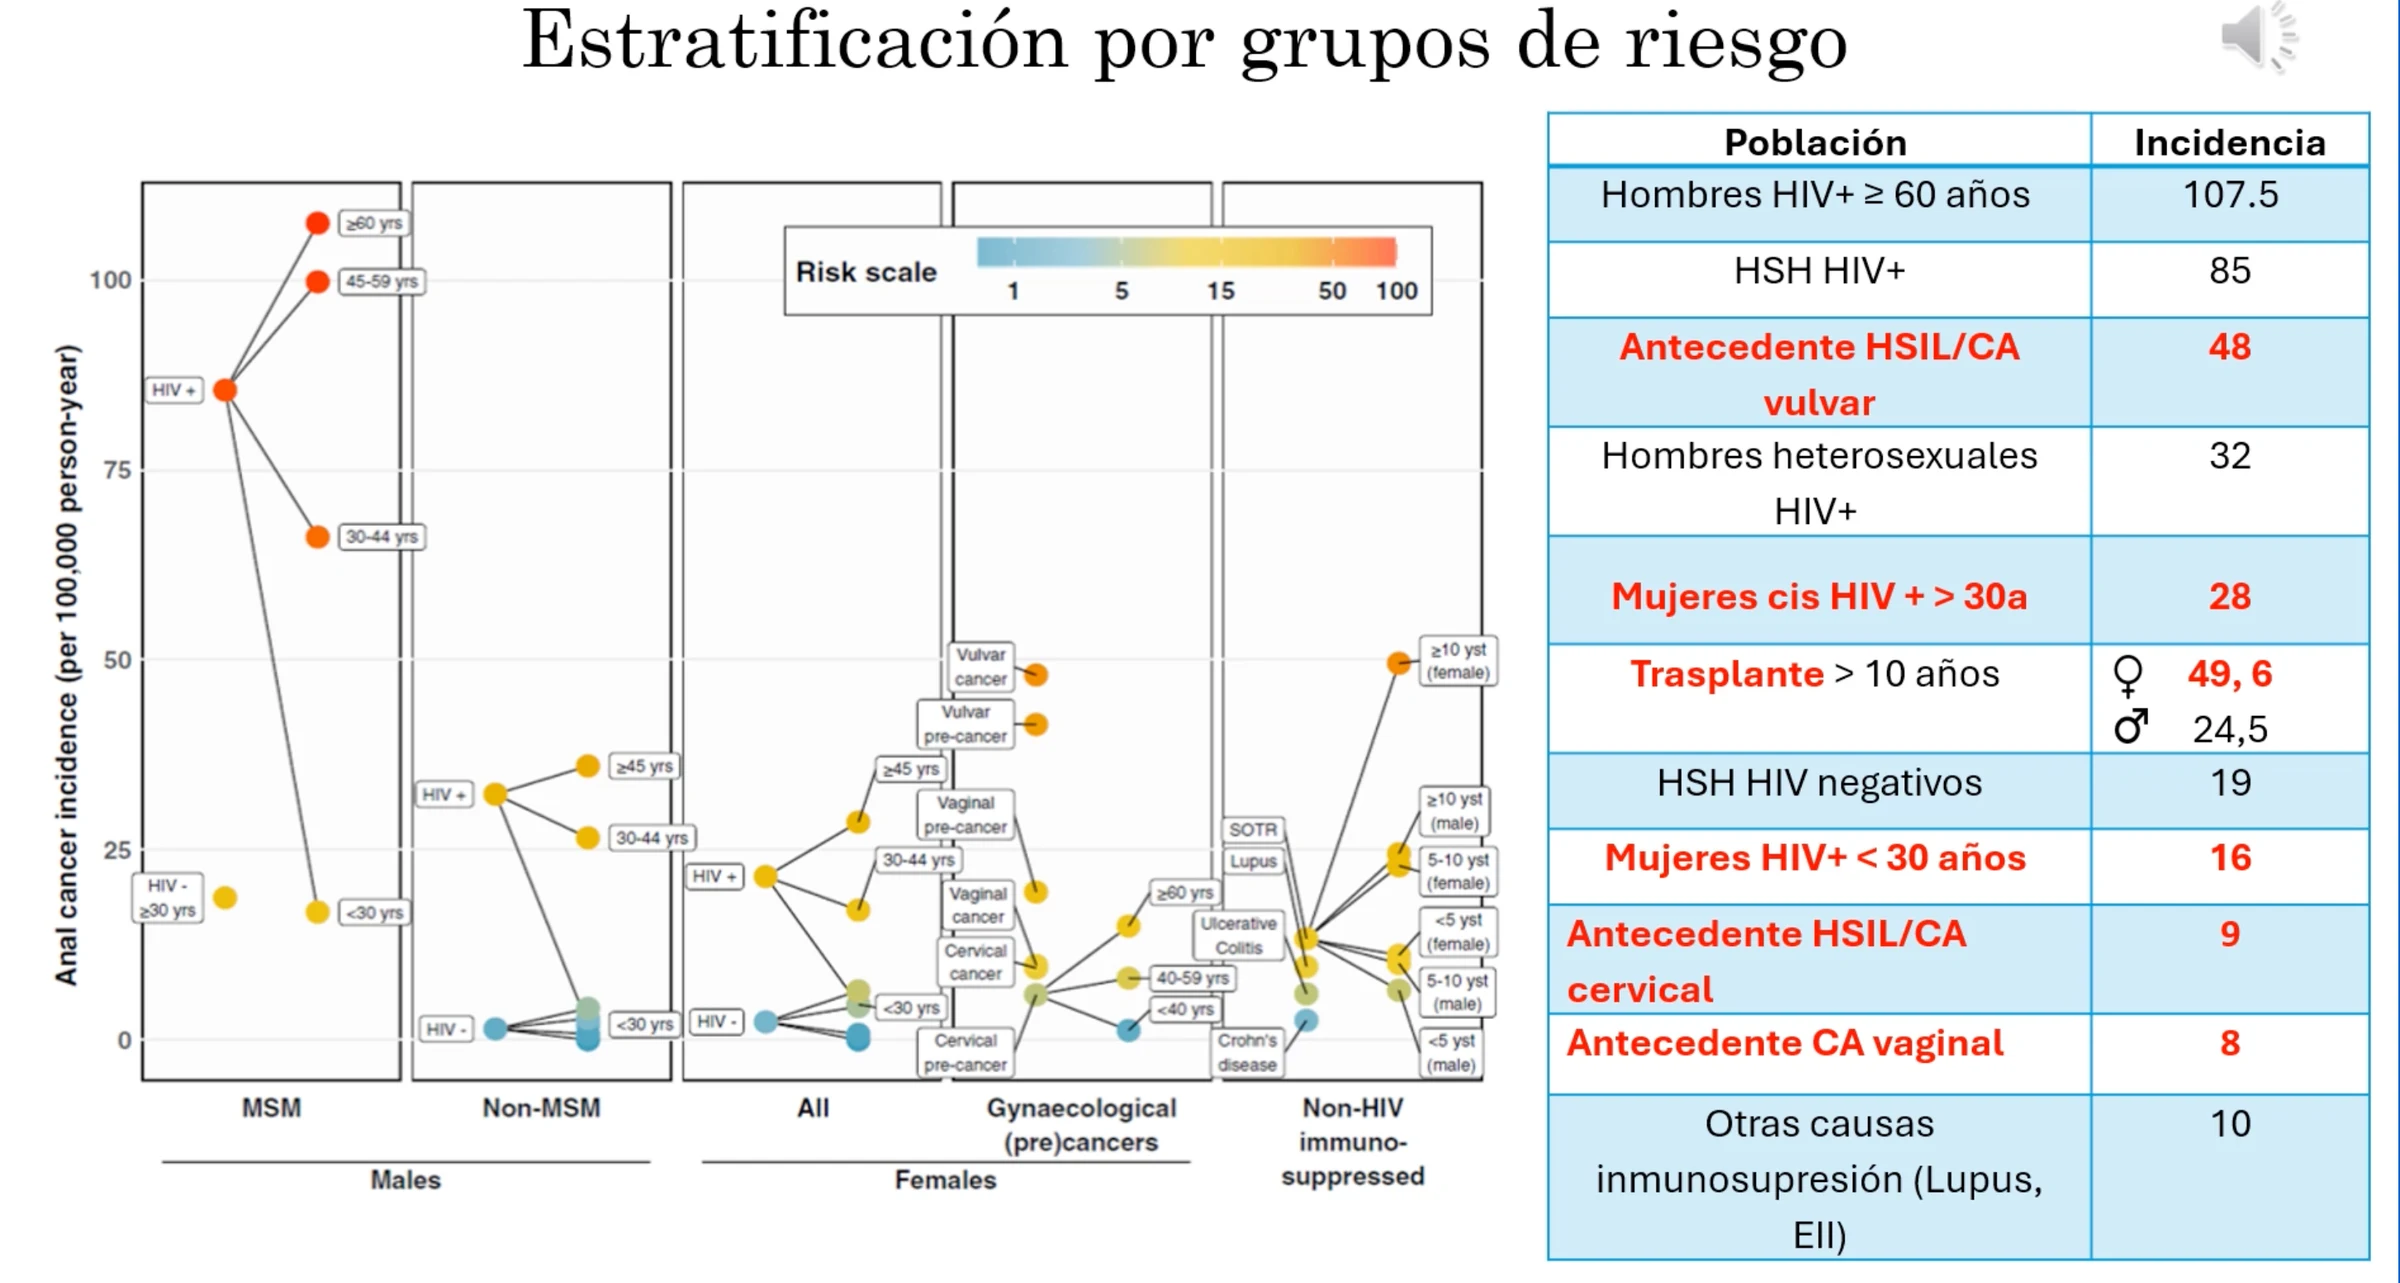 Estratificación por grupos de riesgo
Anal cancer incidence (per 100,000 person-year)
100
75
50
25
0
≥60 yrs
45-59 yrs
HIV +
30-44 yrs
HIV -
≥30 yrs
<30 yrs
≥45 yrs
HIV +
30-44 yrs
HIV -
<30 yrs
Risk scale
1 5 15 50 100
≥45 yrs
30-44 yrs
HIV +
HIV -
<30 yrs
Vulvar
cancer
Vulvar
pre-cancer
Vaginal
pre-cancer
Vaginal
cancer
Cervical
cancer
Cervical
pre-cancer
≥60 yrs
40-59 yrs
<40 yrs
SOTR
Lupus
Ulcerative
Colitis
Crohn's
disease
≥10 yst
(female)
≥10 yst
(male)
5-10 yst
(female)
<5 yst
(female)
5-10 yst
(male)
<5 yst
(male)
MSM
Non-MSM
All
Gynaecological
(pre)cancers
Non-HIV
immuno-
suppressed
Males
Females
Población Incidencia
Hombres HIV+ ≥ 60 años 107.5
HSH HIV+ 85
Antecedente HSIL/CA 48
vulvar
Hombres heterosexuales 32
HIV+
Mujeres cis HIV + > 30a 28
Trasplante > 10 años ♀ 49, 6
♂ 24,5
HSH HIV negativos 19
Mujeres HIV+ < 30 años 16
Antecedente HSIL/CA 9
cervical
Antecedente CA vaginal 8
Otras causas 10
inmunosupresión (Lupus,
EII)